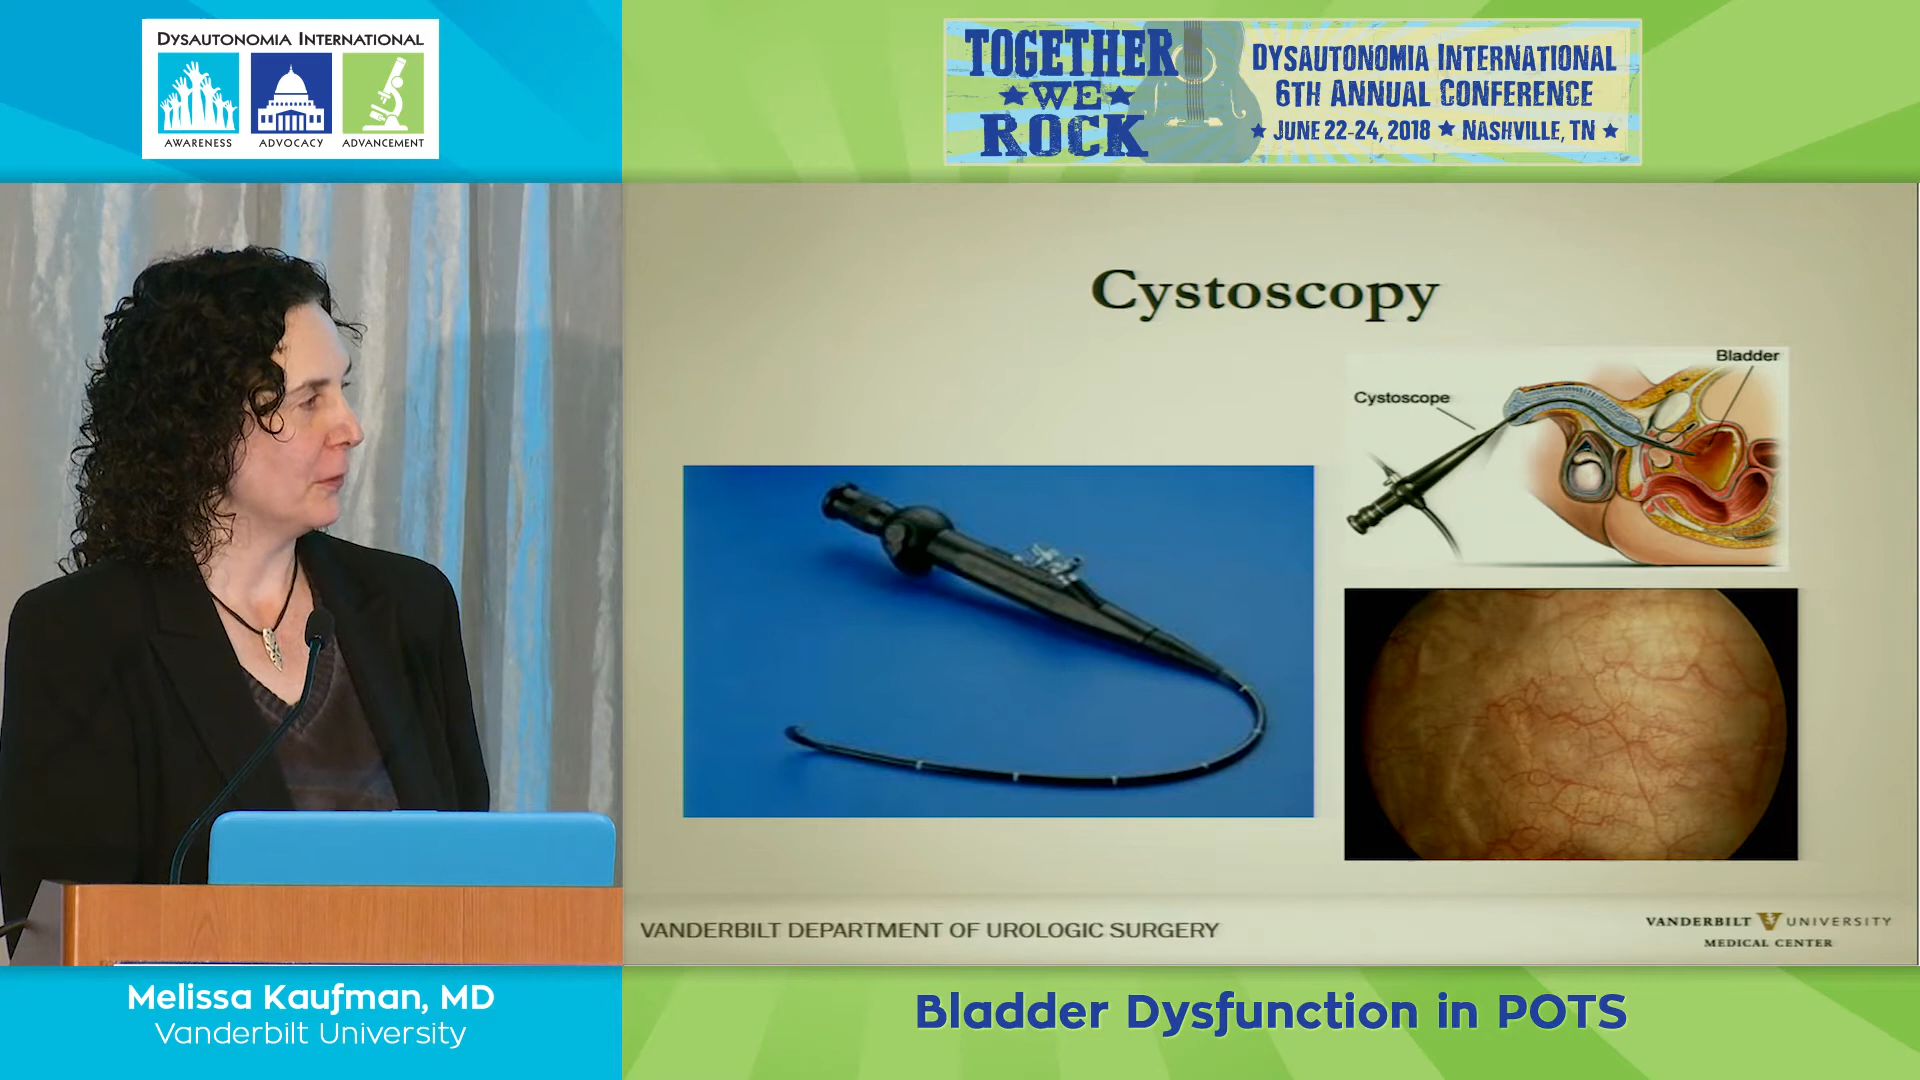 DYSAUTONOMIA INTERNATIONAL
AWARENESS
ADVOCACY
ADVANCEMENT
TOGETHER
WE
ROCK
DYSAUTONOMIA INTERNATIONAL
6TH ANNUAL CONFERENCE
JUNE 22-24, 2018 ★ NASHVILLE, TN
Cystoscopy
Bladder
Cystoscope
VANDERBILT DEPARTMENT OF UROLOGIC SURGERY
VANDERBILT V UNIVERSITY
MEDICAL CENTER
Melissa Kaufman, MD
Vanderbilt University
Bladder Dysfunction in POTS